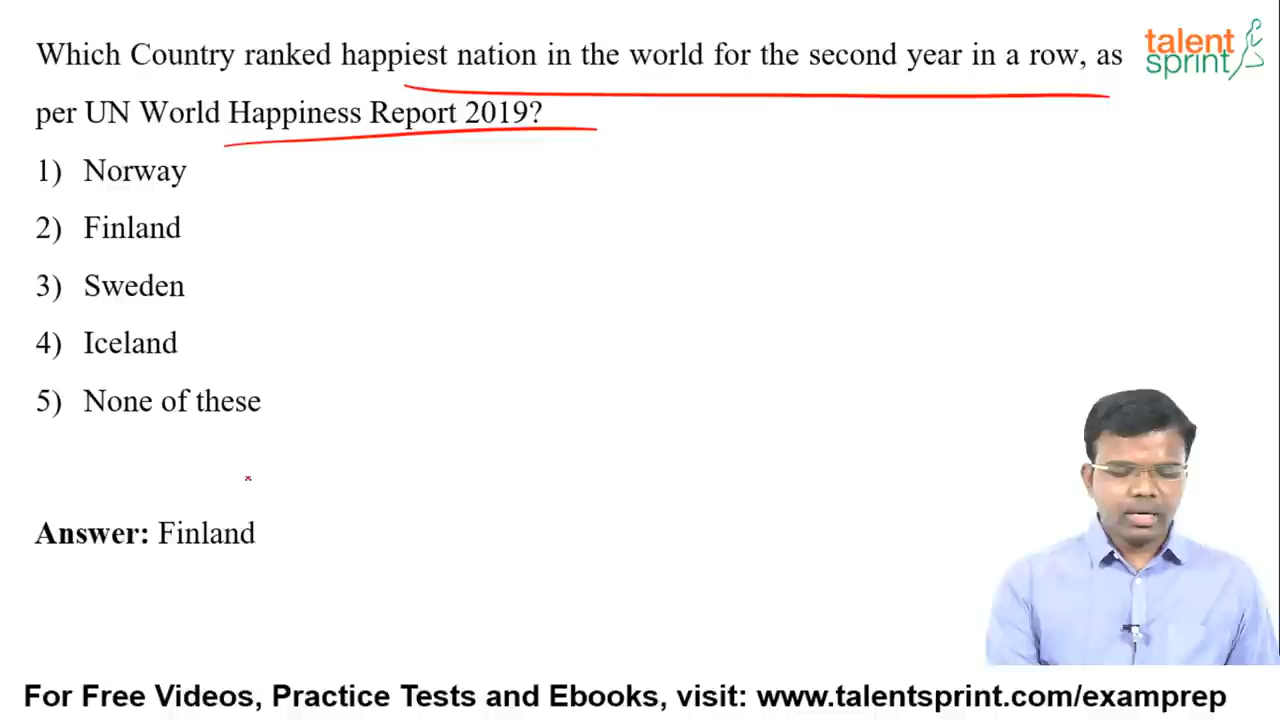 Which Country ranked happiest nation in the world for the second year in a row, as
per UN World Happiness Report 2019?
1) Norway
2) Finland
3) Sweden
4) Iceland
5) None of these
Answer: Finland
talent
sprint
For Free Videos, Practice Tests and Ebooks, visit: www.talentsprint.com/examprep